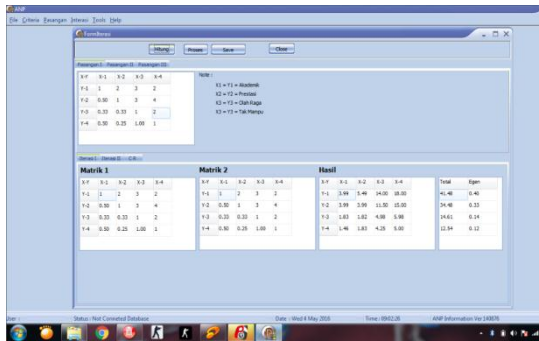 ANP
File Criteria Pasangan Iterasi Tools Help
FormIterasi
Hitung Proses Save Close
Pasangan I Pasangan II Pasangan III
X-Y X-1 X-2 X-3 X-4
Y-1 1 2 3 2
Y-2 0.50 1 3 4
Y-3 0.33 0.33 1 2
Y-4 0.50 0.25 1.00 1
Note :
X1 = Y1 = Akademik
X2 = Y2 = Prestasi
X3 = Y3 = Olah Raga
X3 = Y3 = Tak Mampu
Iterasi I Iterasi II C.R.
Matrik 1
X-Y X-1 X-2 X-3 X-4
Y-1 1 2 3 2
Y-2 0.50 1 3 4
Y-3 0.33 0.33 1 2
Y-4 0.50 0.25 1.00 1
Matrik 2
X-Y X-1 X-2 X-3 X-4
Y-1 1 2 3 2
Y-2 0.50 1 3 4
Y-3 0.33 0.33 1 2
Y-4 0.50 0.25 1.00 1
Hasil
X-Y X-1 X-2 X-3 X-4
Y-1 3.99 5.49 14.00 18.00
Y-2 3.99 3.99 11.50 15.00
Y-3 1.83 1.82 4.98 5.98
Y-4 1.46 1.83 4.25 5.00
Total Egen
41.48 0.40
34.48 0.33
14.61 0.14
12.54 0.12
User : Status : Not Conneted Database Date : Wed 4 May 2016 Time : ANP Information Ver